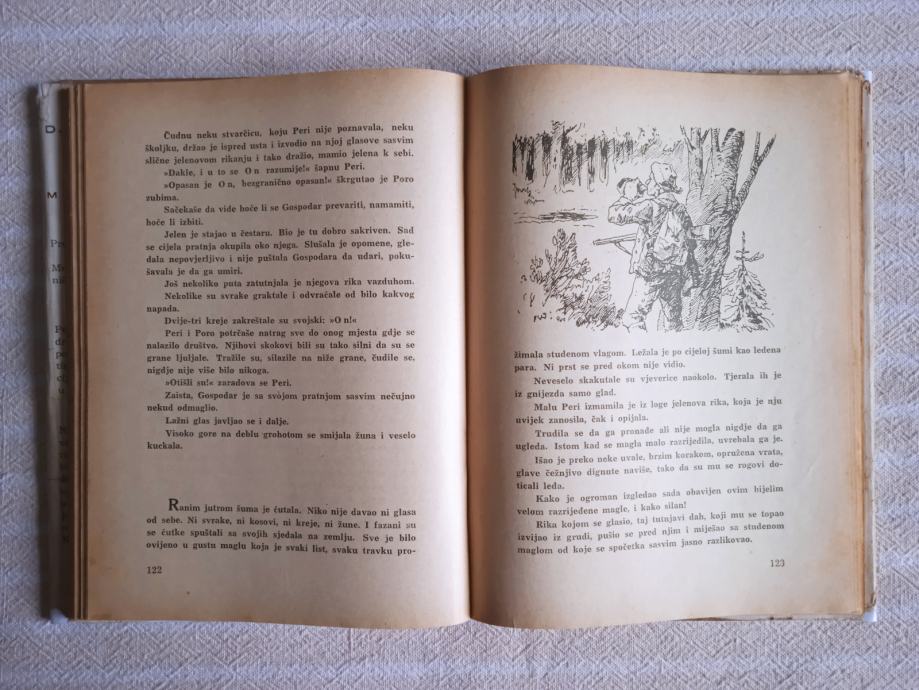 Čudnu neku stvarčicu, koju Peri nije poznavala, neku
školjku, držao je ispred usta i izvodio na njoj glasove sasvim
slične jelenovom rikanju i tako dražio, mamio jelena k sebi.
»Dakle, i u to se O n razumije!« šapnu Peri.
»Opasan je O n, bezgranično opasan!« škrgutao je Poro
zubima.
Sačekaše da vide hoće li se Gospodar prevariti, namamiti,
hoće li izbiti.
Jelen je stajao u čestaru. Bio je tu dobro sakriven. Sad
se cijela pratnja okupila oko njega. Slušala je opomene, gle-
dala nepovjerljivo i nije puštala Gospodara da udari, poku-
šavala je da ga umiri.
Još nekoliko puta zatutnjala je njegova rika vazduhom.
Nekolike su svrake graktale i odvraćale od bilo kakvog
napada.
Dvije-tri kreje zakreštale su svojski: »O n!«
Peri i Poro potrčaše natrag sve do onog mjesta gdje se
nalazilo društvo. Njihovi skokovi bili su tako silni da su se
grane ljuljale. Tražile su, silazile na niže grane, čudile se,
nigdje nije više bilo nikoga.
»Otišli su!« zaradova se Peri.
Zaista, Gospodar je sa svojom pratnjom sasvim nečujno
nekud odmaglio.
Lažni glas javljao se i dalje.
Visoko gore na deblu grohotom se smijala žuna i veselo
kuckala.
Ranim jutrom šuma je ćutala. Niko nije davao ni glasa
od sebe. Ni svrake, ni kosovi, ni kreje, ni žune. I fazani su
se ćutke spuštali sa svojih sjedala na zemlju. Sve je bilo
ovijeno u gustu maglu koja je svaki list, svaku travku pro-
122
žimala studenom vlagom. Ležala je po cijeloj šumi kao ledena
para. Ni prst se pred okom nije vidio.
Neveselo skakutale su vjeverice naokolo. Tjerala ih je
iz gnijezda samo glad.
Malu Peri izmamila je iz loge jelenova rika, koja je nju
uvijek zanosila, čak i opijala.
Trudila se da ga pronađe ali nije mogla nigdje da ga
ugleda. Istom kad se magla malo razrijedila, uvrebala ga je.
Išao je preko neke uvale, brzim korakom, opružena vrata,
glave čežnjivo dignute naviše, tako da su mu se rogovi do-
ticali leđa.
Kako je ogroman izgledao sada obavijen ovim bijelim
velom razrijeđene magle, i kako silan!
Rika kojom se glasio, taj tutnjavi dah, koji mu se topao
izvijao iz grudi, pušio se pred njim i miješao sa studenom
maglom od koje se spočetka sasvim jasno razlikovao.
123